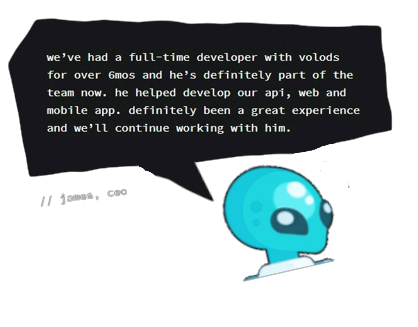 we've had a full-time developer with volods
for over 6mos and he's definitely part of the
team now. he helped develop our api, web and
mobile app. definitely been a great experience
and we'll continue working with him.
// james, ceo